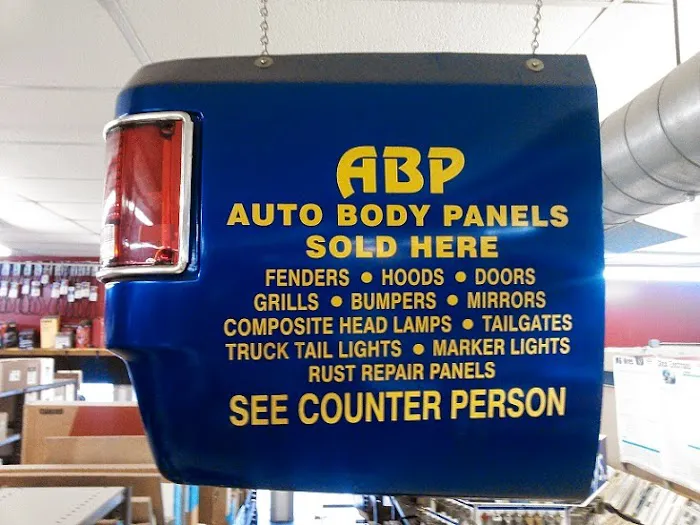 ABP
AUTO BODY PANELS
SOLD HERE
FENDERS • HOODS • DOORS
GRILLS • BUMPERS • MIRRORS
COMPOSITE HEAD LAMPS • TAILGATES
TRUCK TAIL LIGHTS • MARKER LIGHTS
RUST REPAIR PANELS
SEE COUNTER PERSON